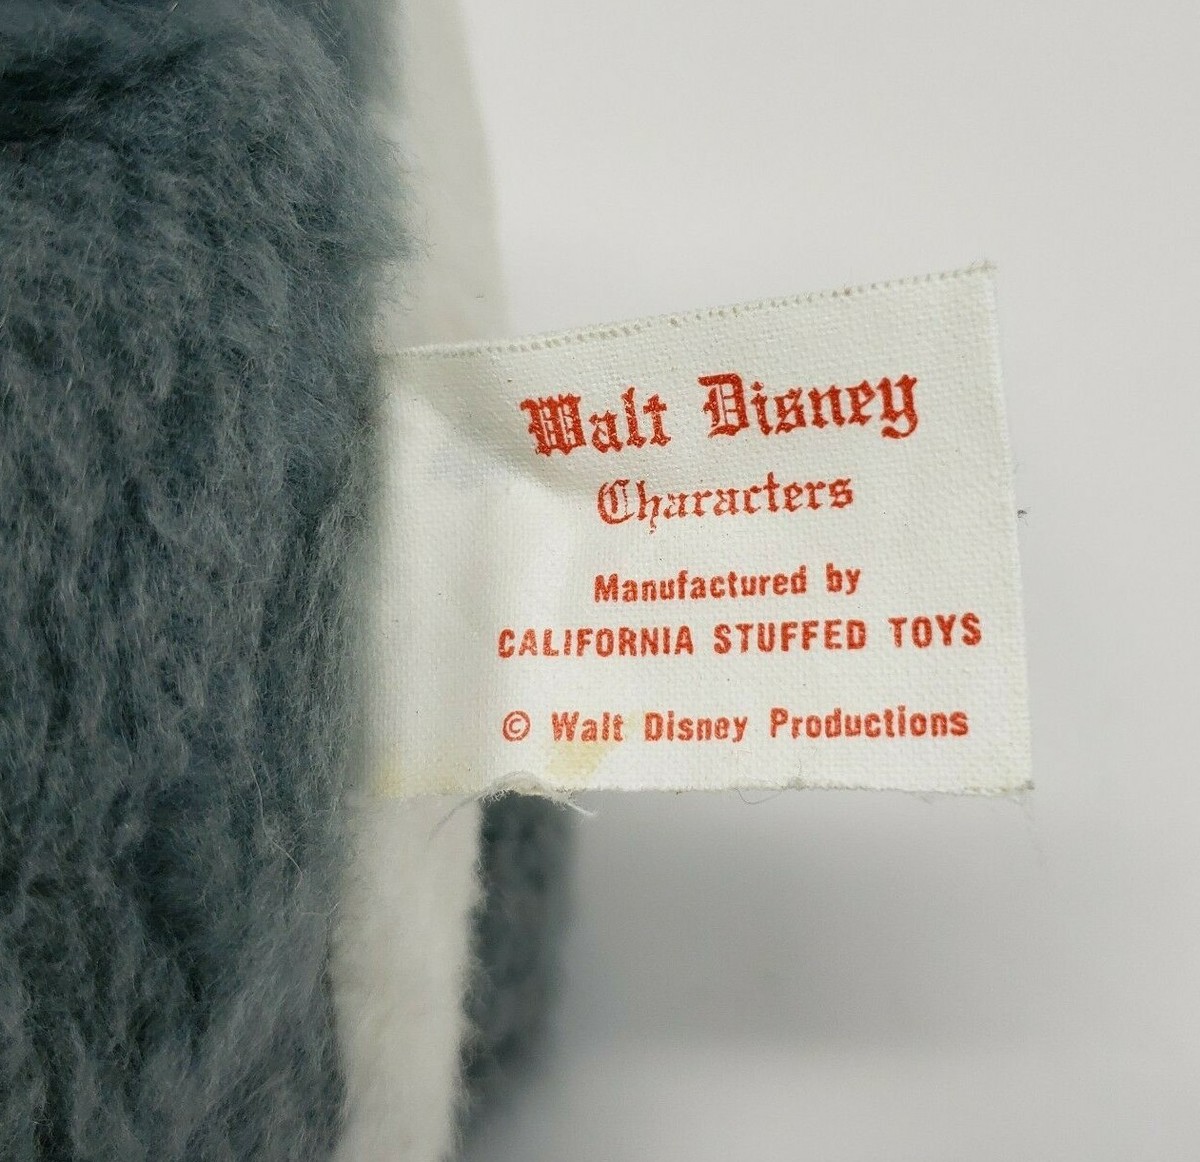 Walt Disney
Characters
Manufactured by
CALIFORNIA STUFFED TOYS
© Walt Disney Productions